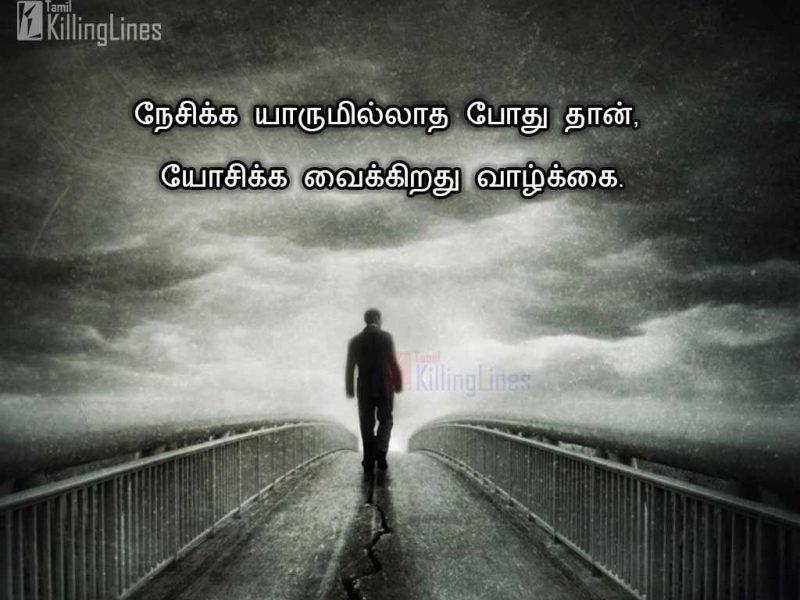 Tamil
KillingLines
நேசிக்க யாருமில்லாத போது தான்,
யோசிக்க வைக்கிறது வாழ்க்கை.
Tamil
KillingLines